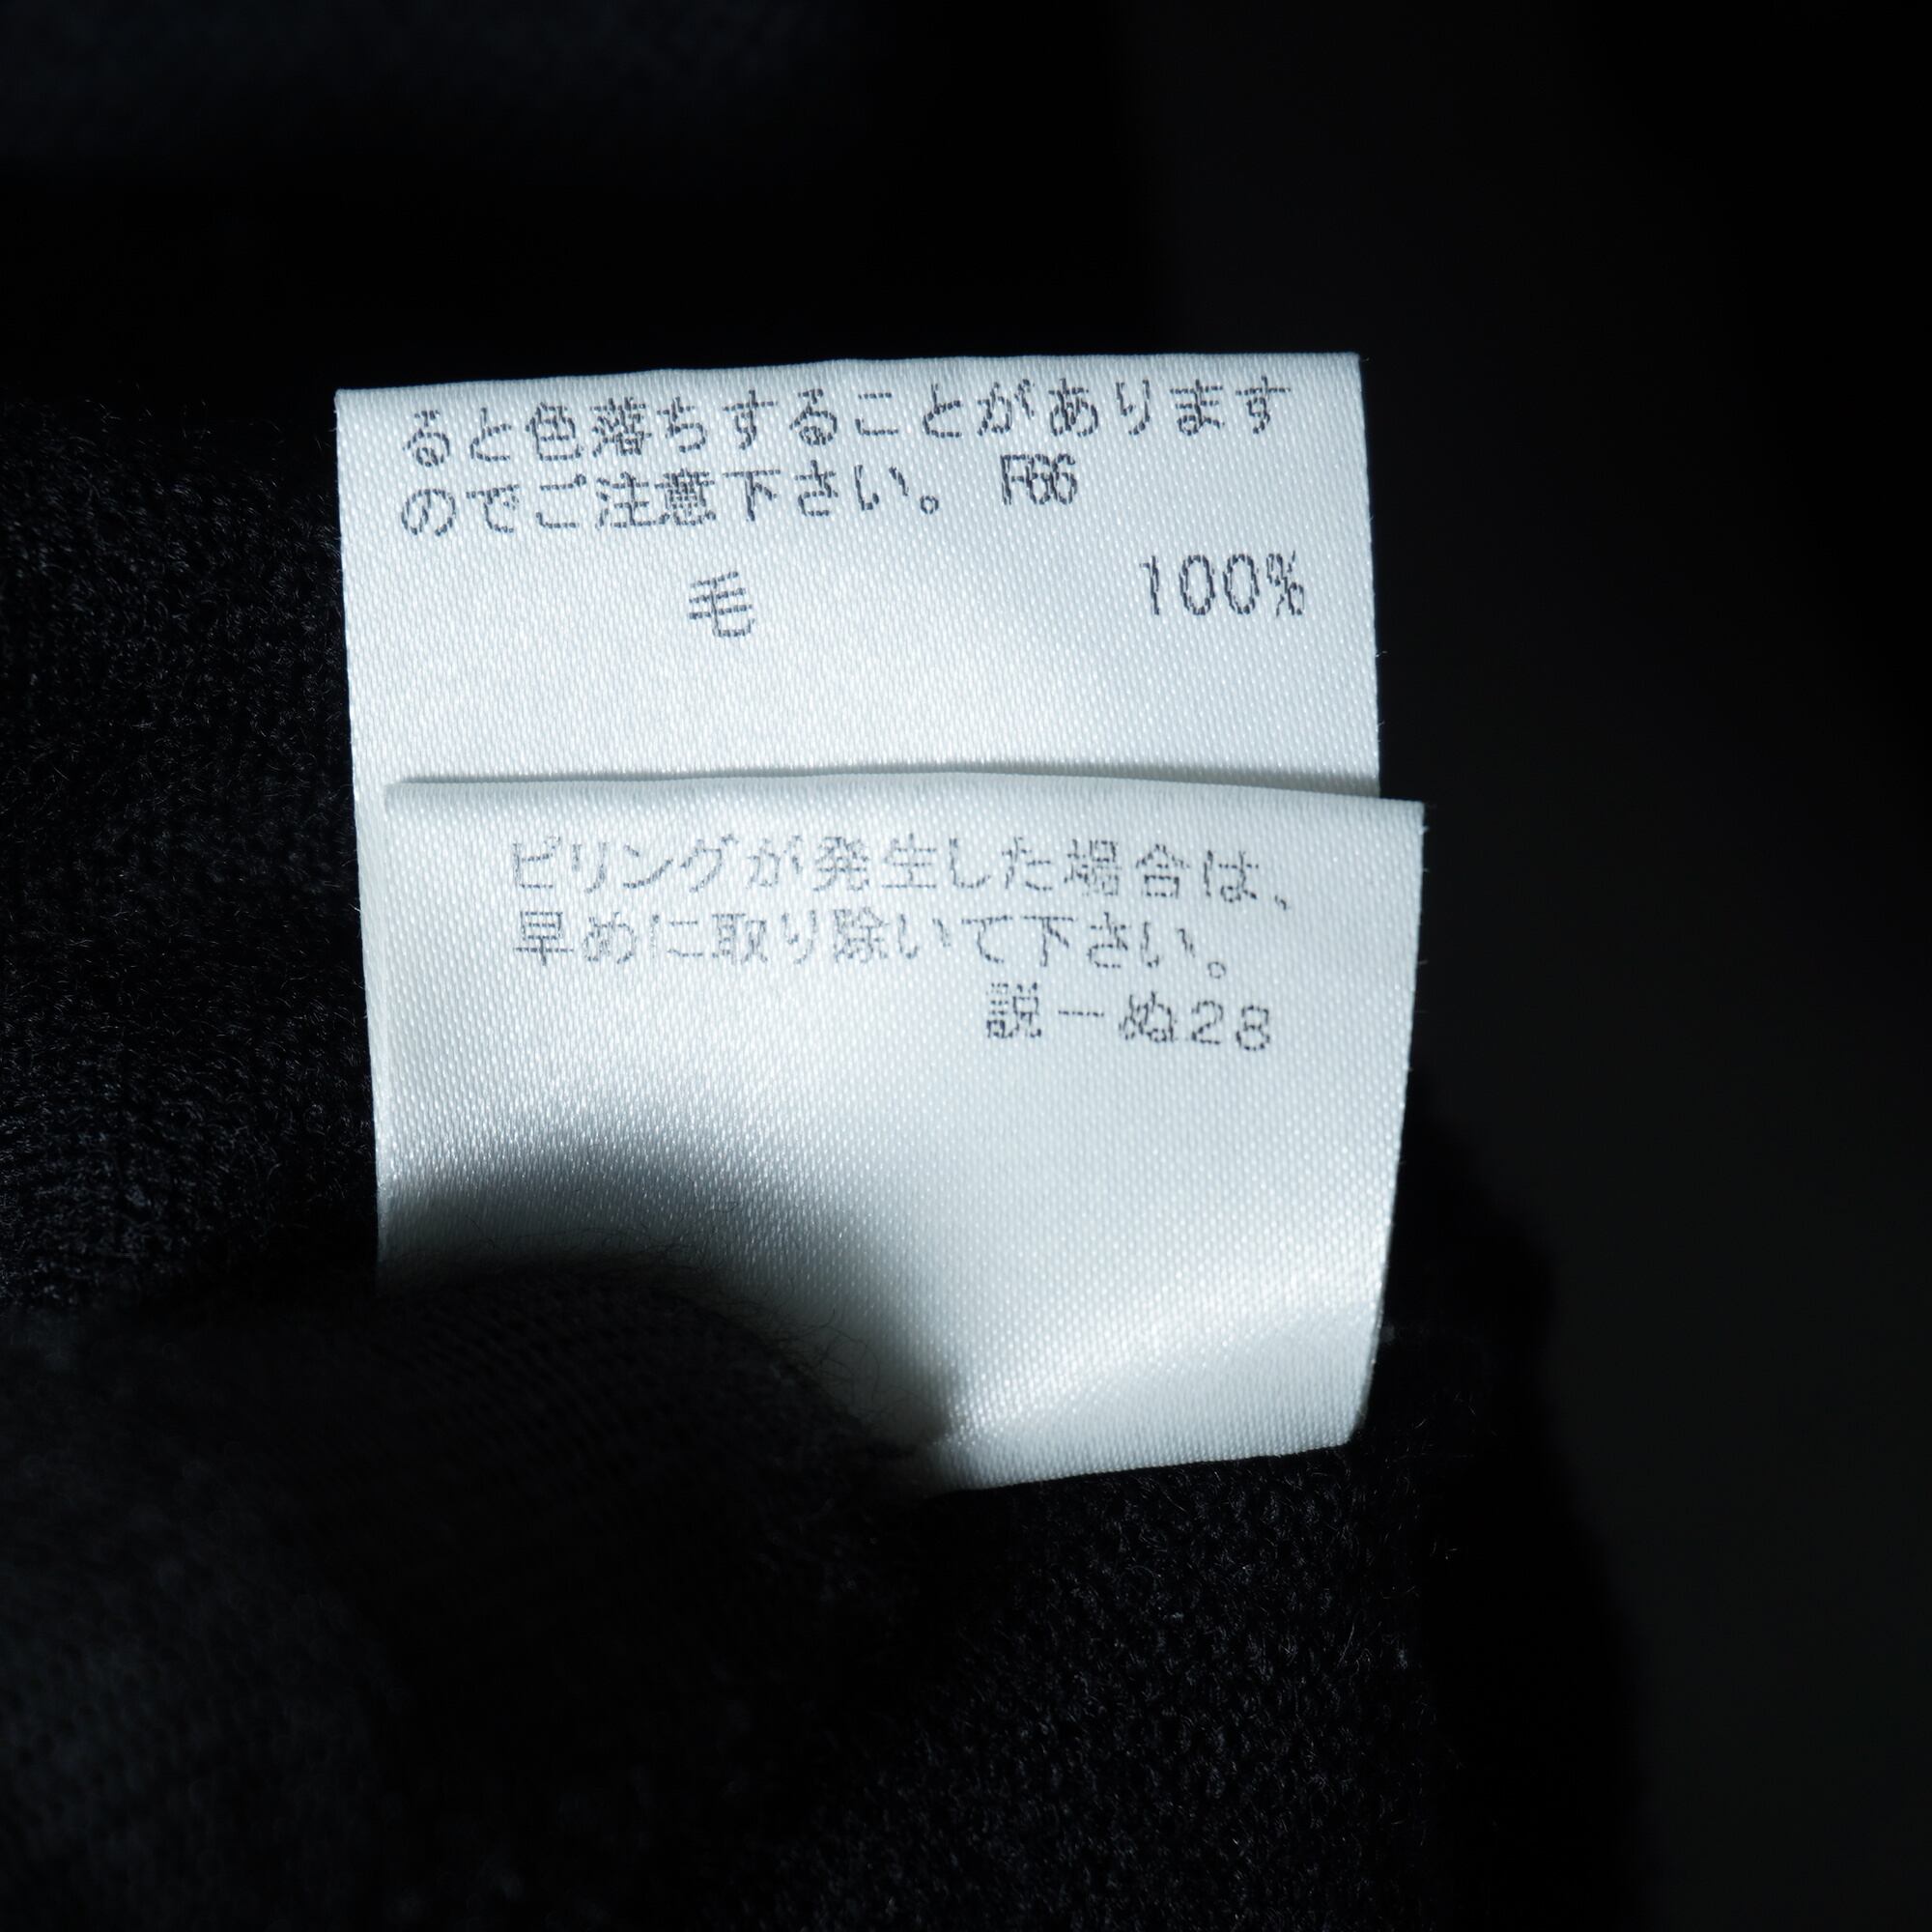 ると色落ちすることがあります
のでご注意下さい。 F66
毛 100%
ピリングが発生した場合は、
早めに取り除いて下さい。
説ーぬ28